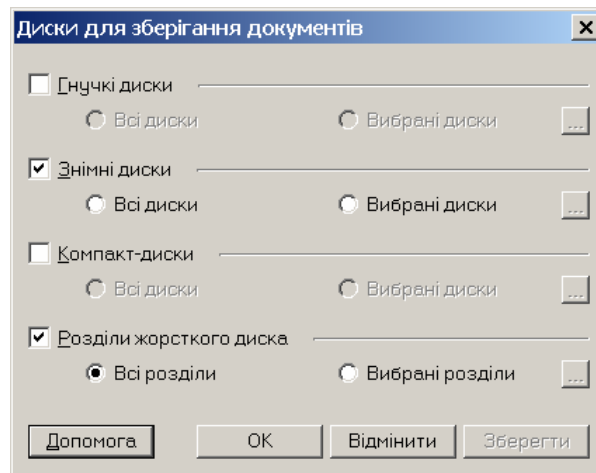 Диски для зберігання документів
Гнучкі диски
Всі диски Вибрані диски ...
Знімні диски
Всі диски Вибрані диски ...
Компакт-диски
Всі диски Вибрані диски ...
Розділи жорсткого диска
Всі розділи Вибрані розділи ...
Допомога ОК Відмінити Зберегти